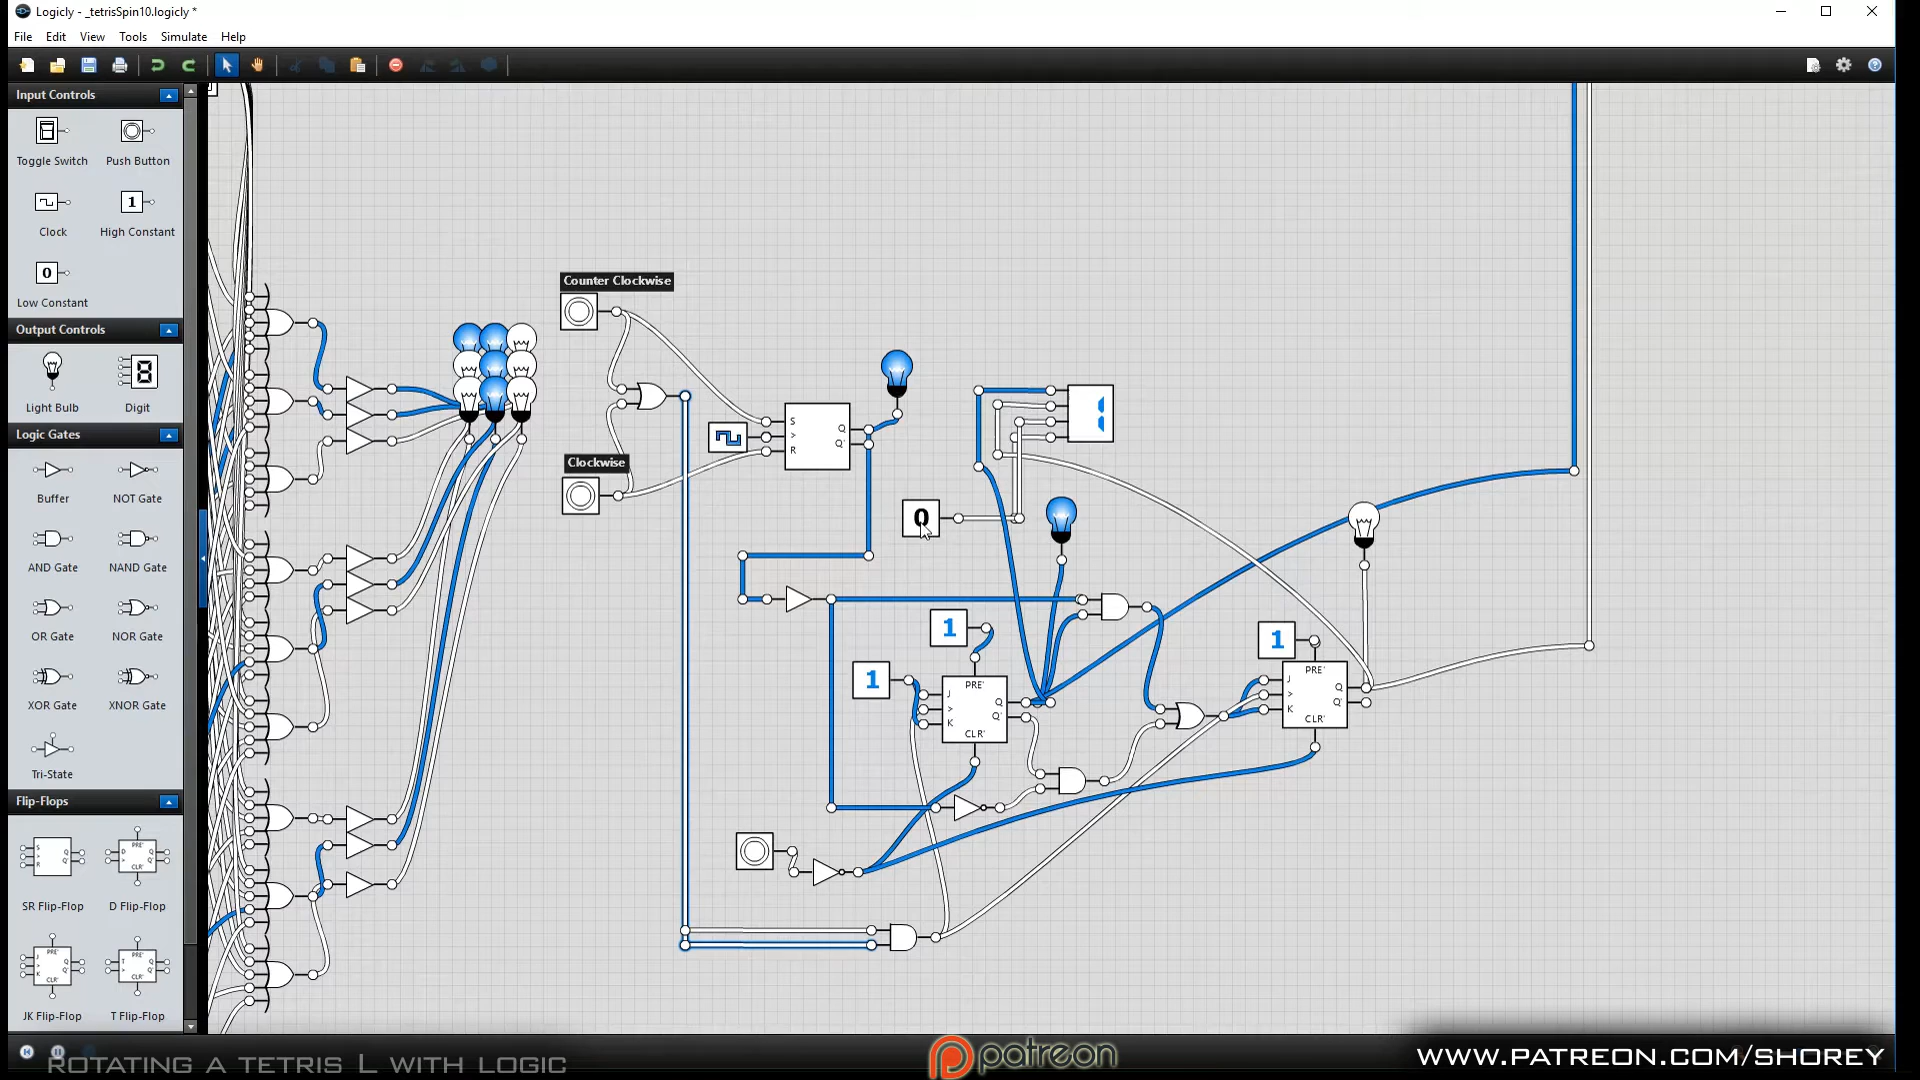 Logicly - _tetrisSpin10.logicly *
File Edit View Tools Simulate Help
Input Controls
Toggle Switch Push Button
1
Clock High Constant
0
Low Constant
Output Controls
8
Light Bulb Digit
Logic Gates
Buffer NOT Gate
AND Gate NAND Gate
OR Gate NOR Gate
XOR Gate XNOR Gate
Tri-State
Flip-Flops
SR Flip-Flop D Flip-Flop
JK Flip-Flop T Flip-Flop
Counter Clockwise
Clockwise
S Q
> Q'
R
1
0
1
1
PRE'
J Q
> Q'
K
CLR'
1
PRE'
J Q
> Q'
K
CLR'
ROTATING A TETRIS L WITH LOGIC
patreon
WWW.PATREON.COM/SHOREY